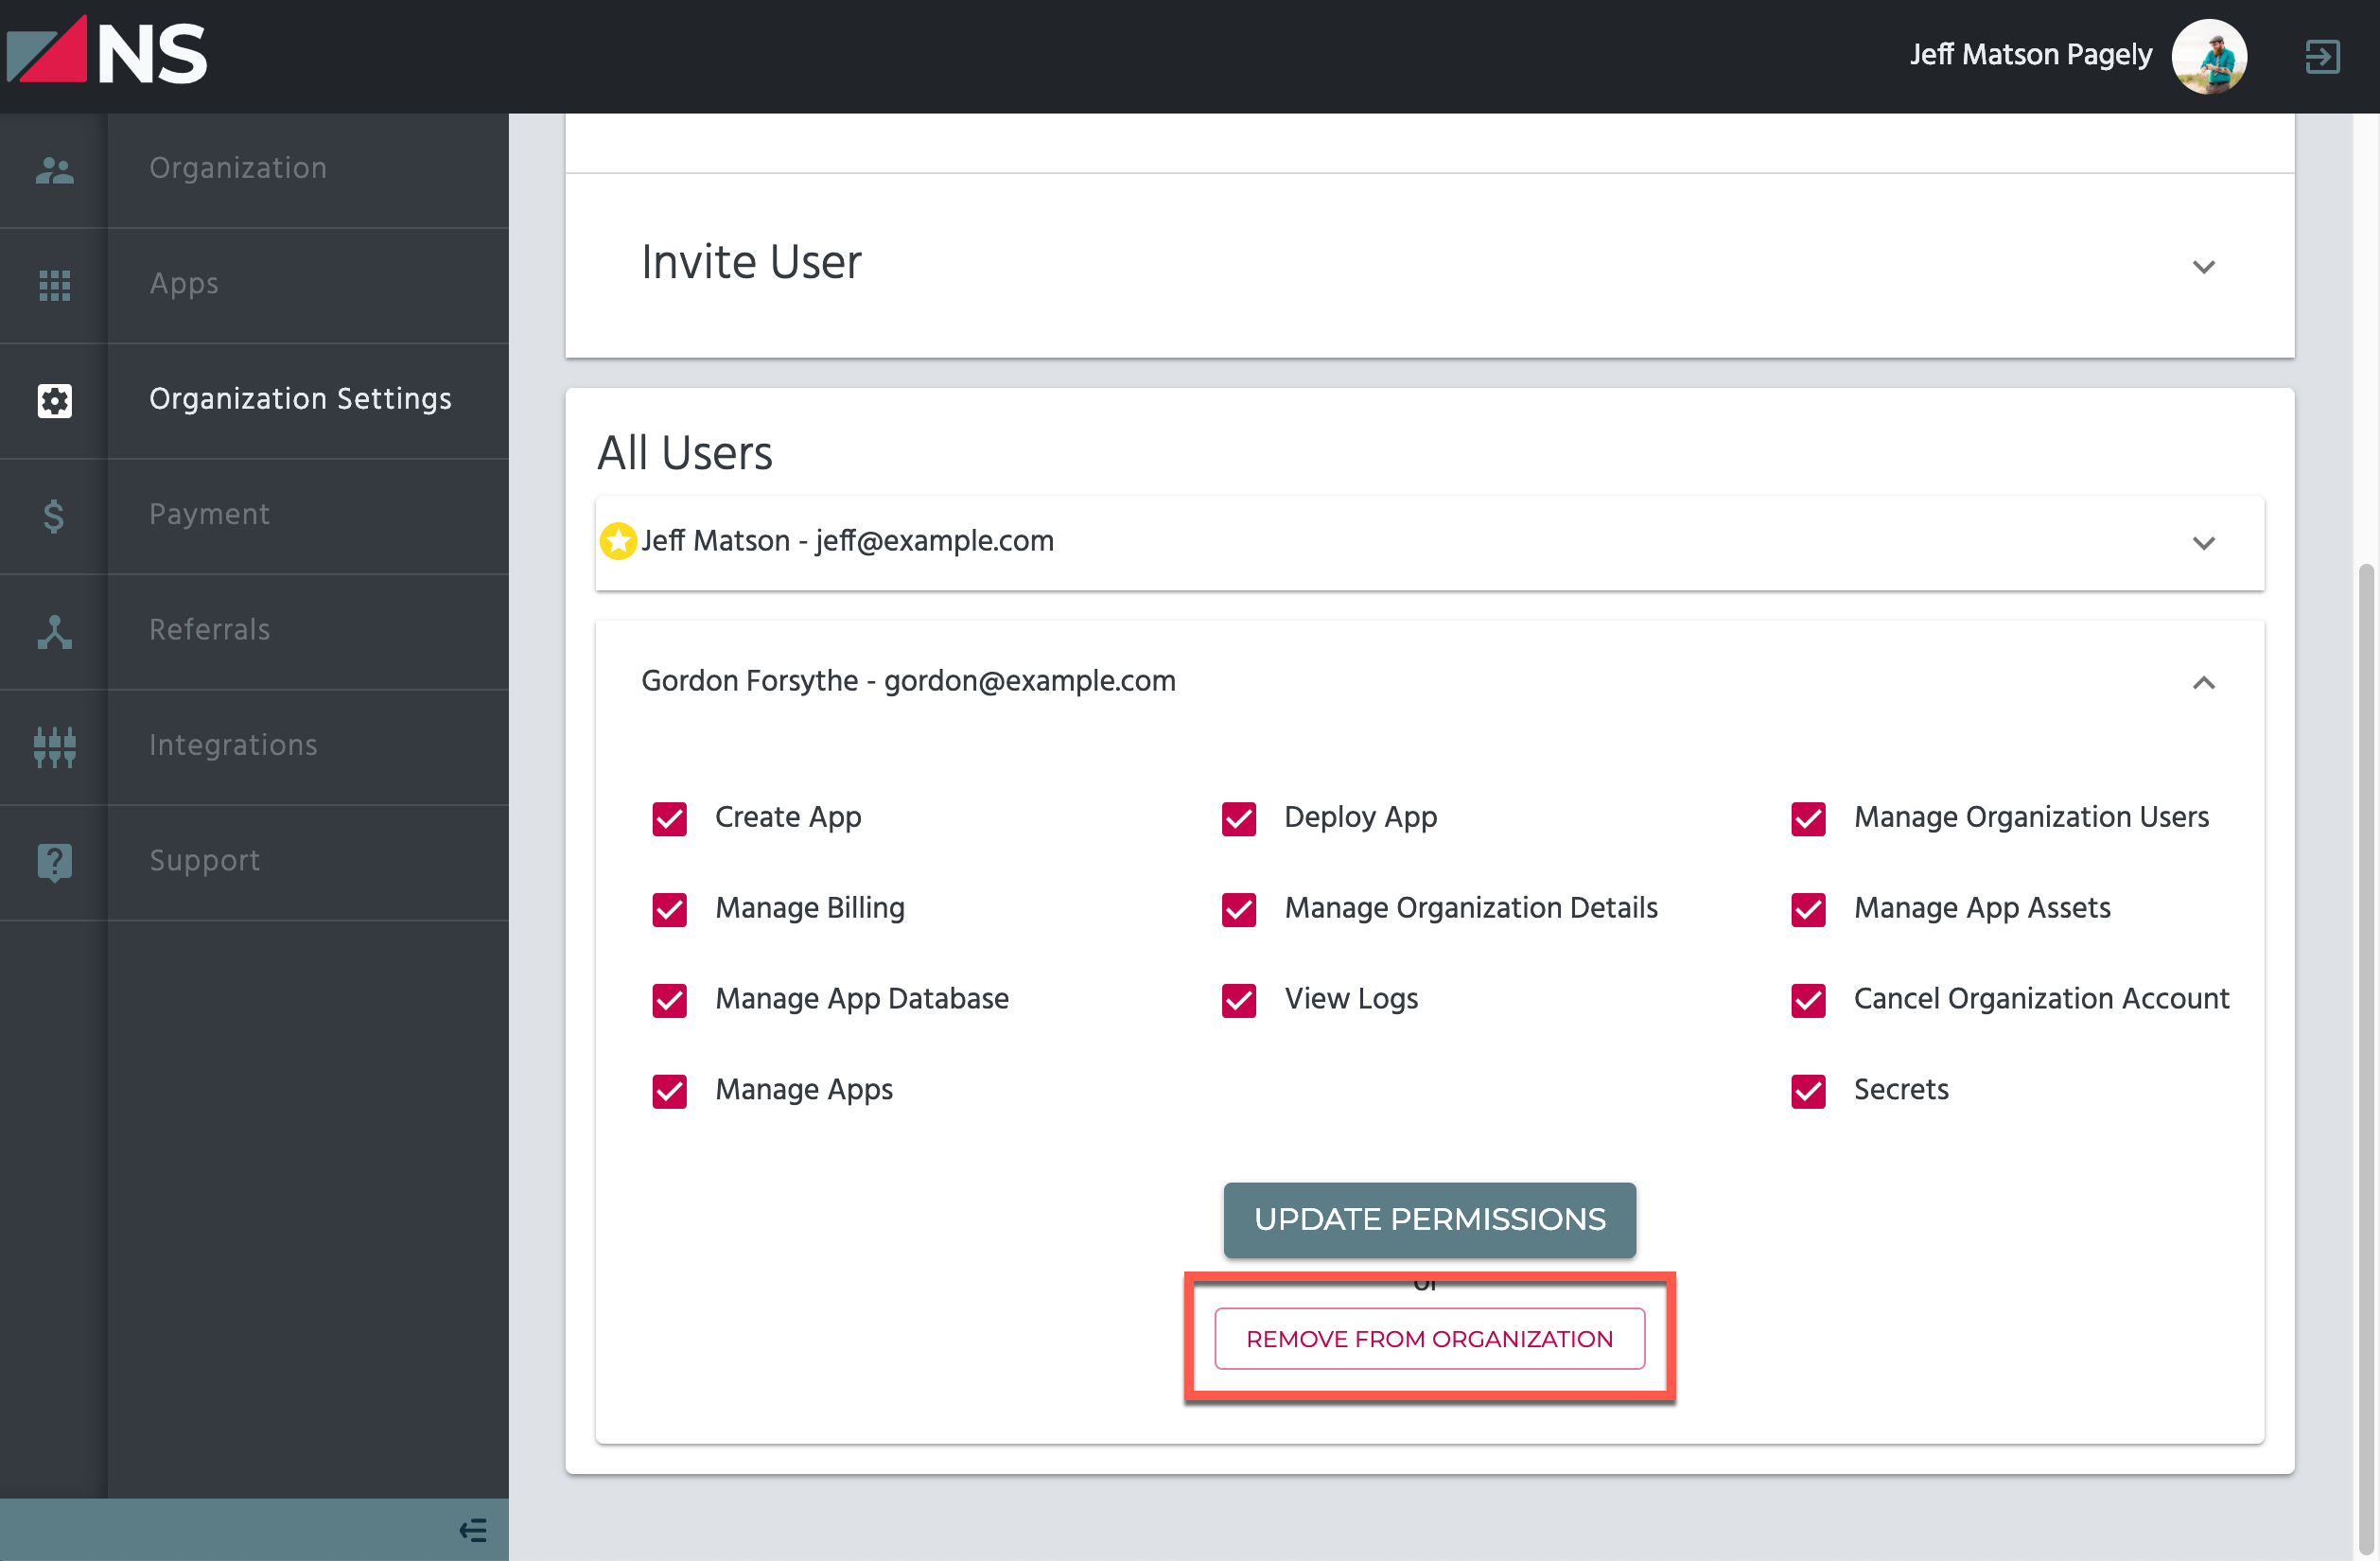 NS
Jeff Matson Pagely
Organization
Apps
Organization Settings
Payment
Referrals
Integrations
Support
Invite User
All Users
Jeff Matson - jeff@example.com
Gordon Forsythe - gordon@example.com
Create App
Deploy App
Manage Organization Users
Manage Billing
Manage Organization Details
Manage App Assets
Manage App Database
View Logs
Cancel Organization Account
Manage Apps
Secrets
UPDATE PERMISSIONS
or
REMOVE FROM ORGANIZATION